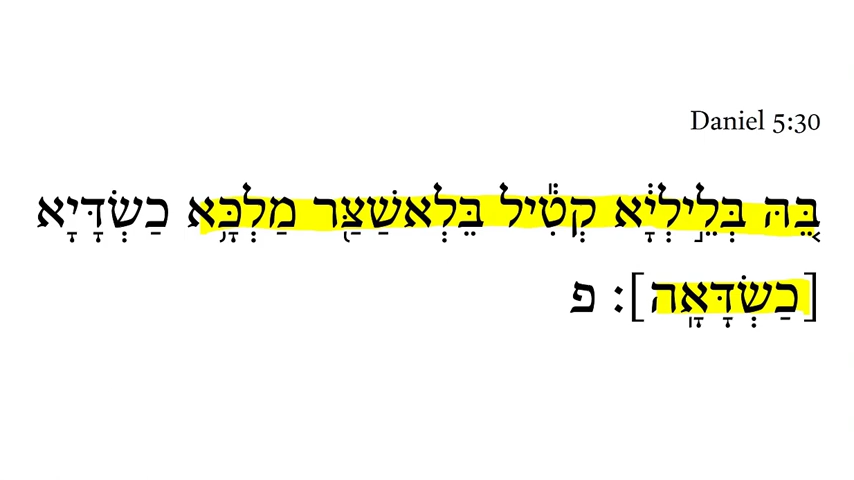 Daniel 5:30
בֵּ֚הּ בְּלֵ֣ילְיָ֔א קְטִ֕יל בֵּלְאשַׁצַּ֖ר מַלְכָּ֥א כַשְׂדָּיָא
[כַשְׂדָּאָֽה]׃ פ